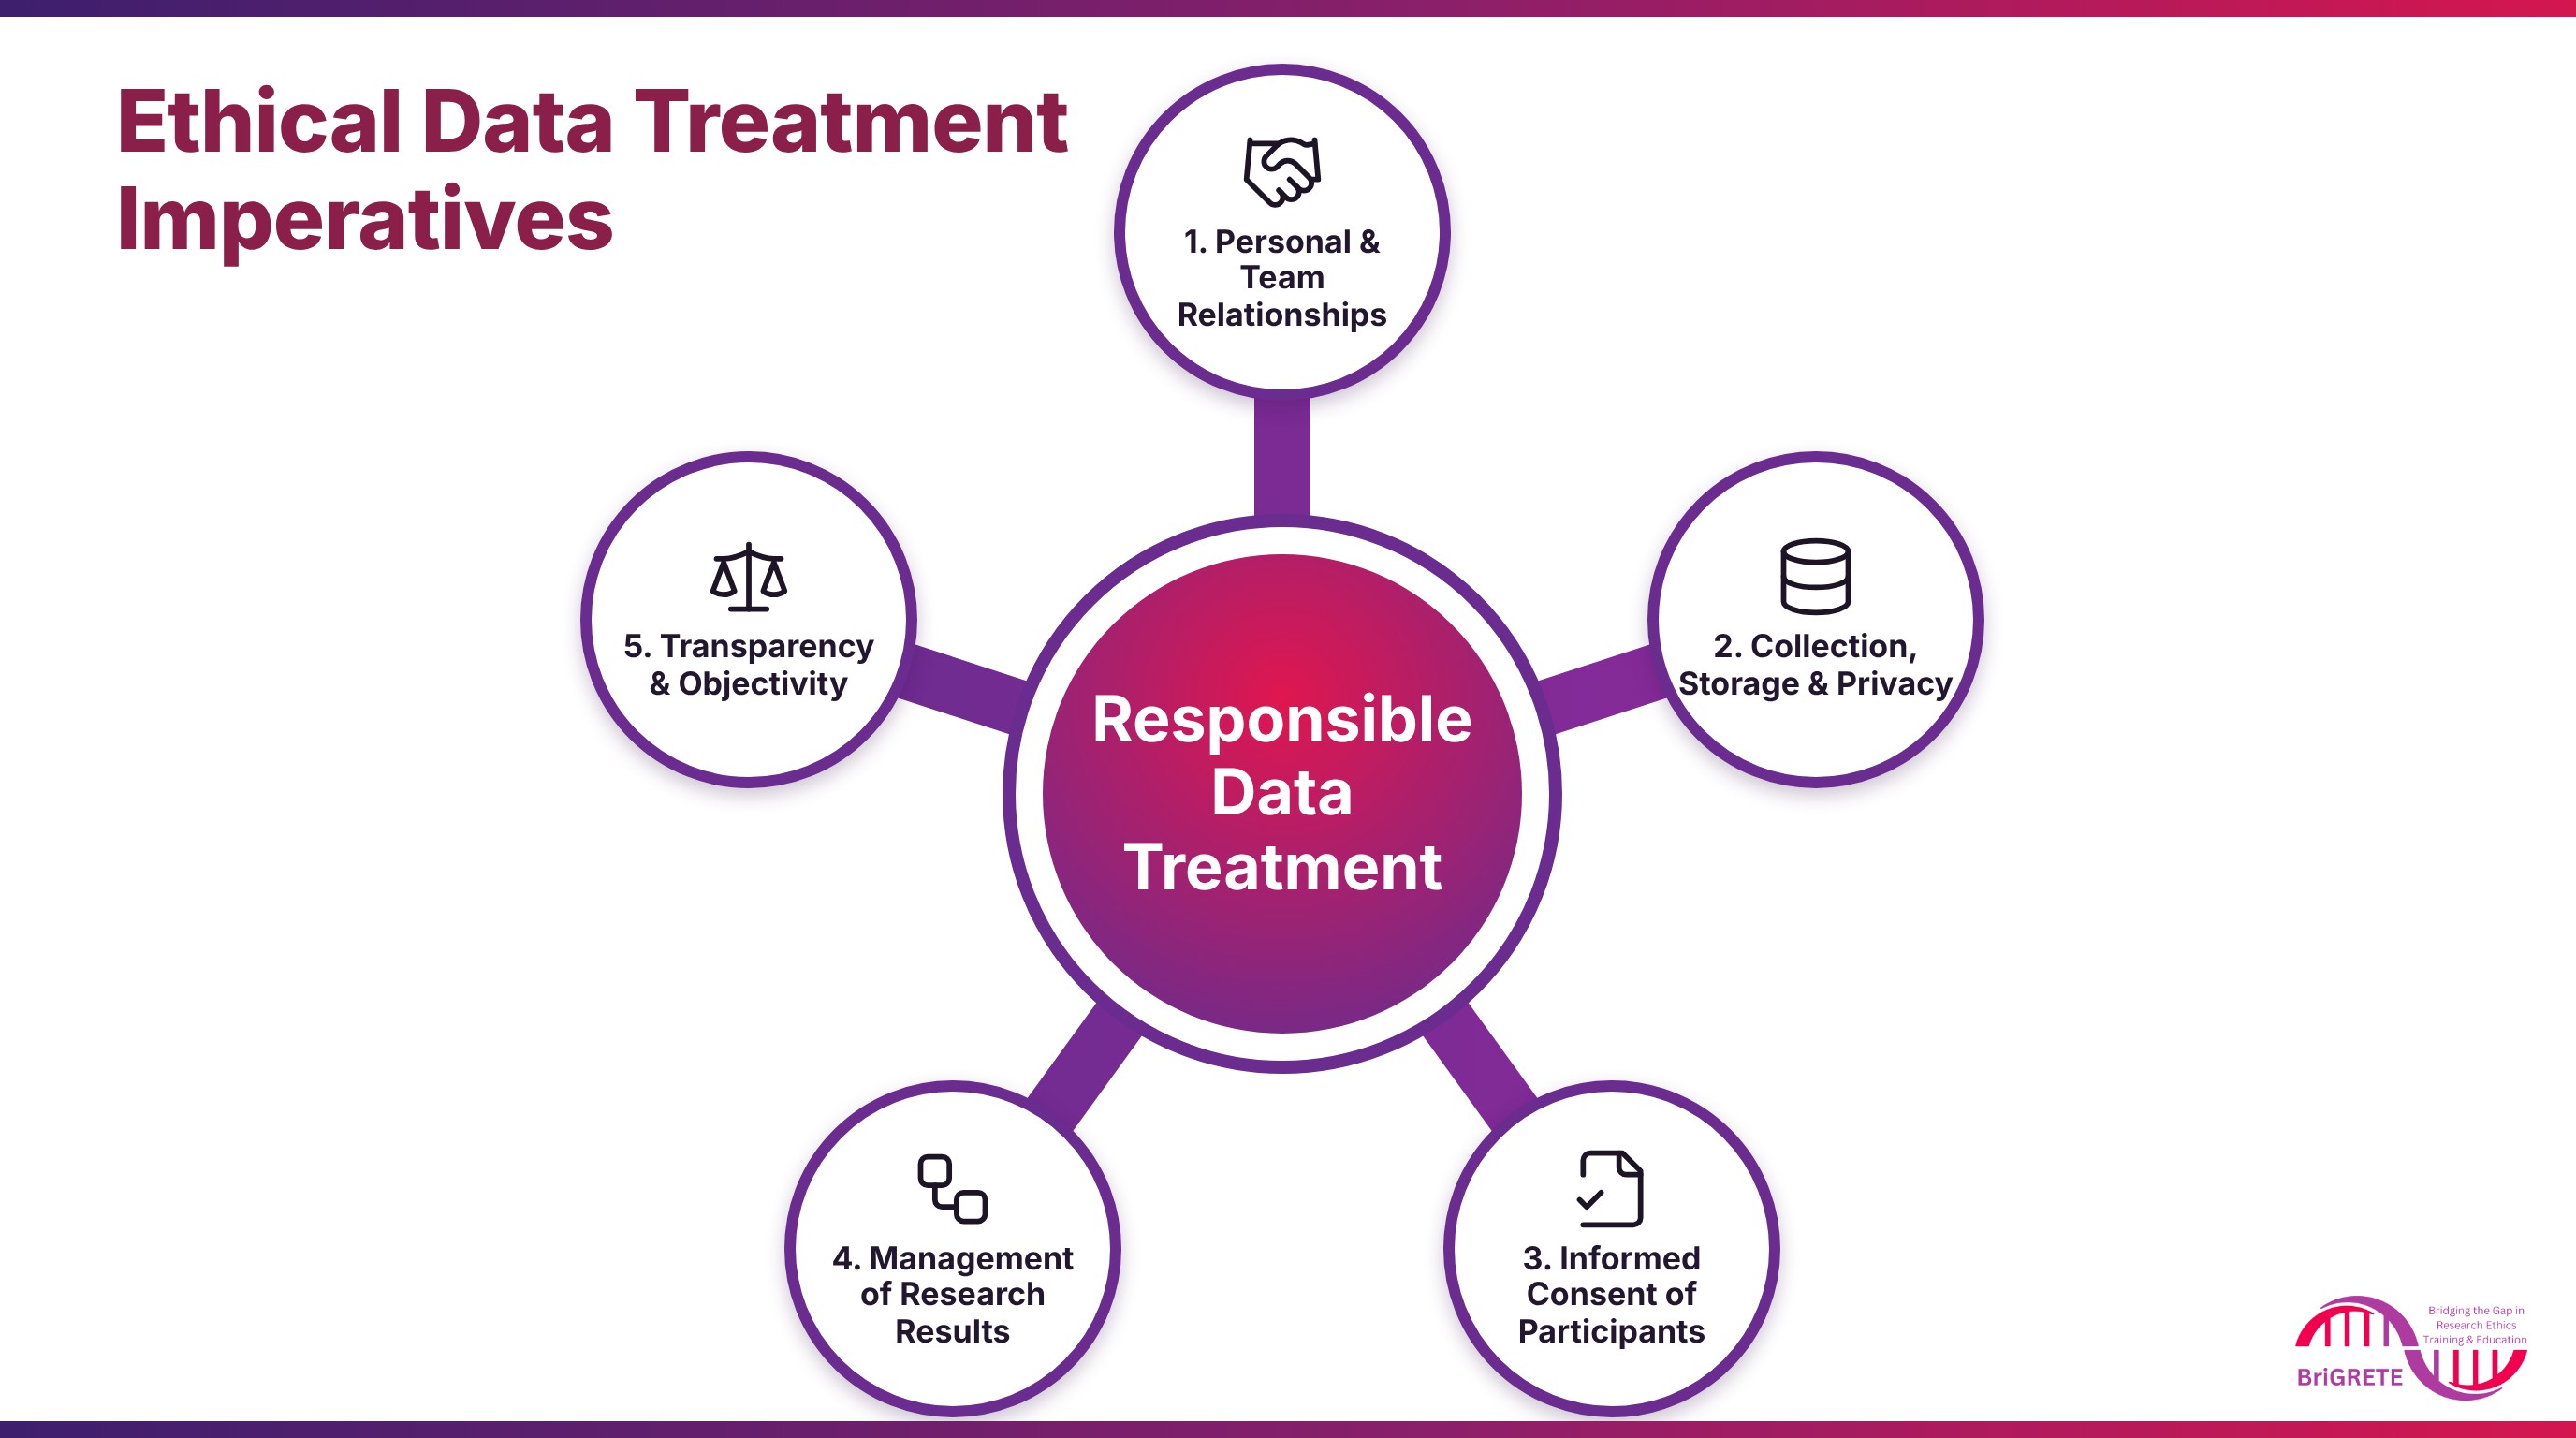 Ethical Data Treatment
Imperatives
1. Personal &
Team
Relationships
2. Collection,
Storage & Privacy
3. Informed
Consent of
Participants
4. Management
of Research
Results
5. Transparency
& Objectivity
Responsible
Data
Treatment
Bridging the Gap in
Research Ethics
Training & Education
BriGRETE